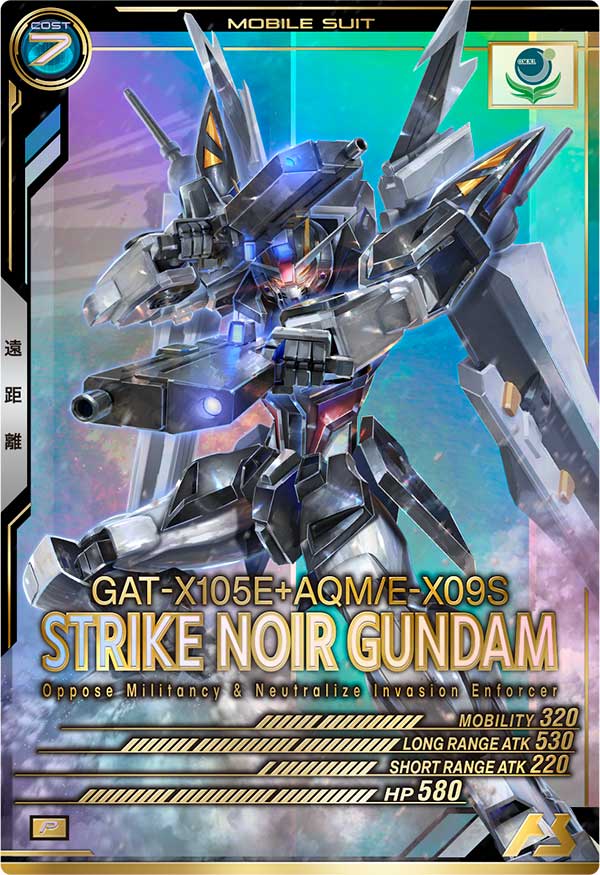 COST
7
MOBILE SUIT
O.M.N.I.
遠距離
GAT-X105E+AQM/E-X09S
STRIKE NOIR GUNDAM
Oppose Militancy & Neutralize Invasion Enforcer
MOBILITY 320
LONG RANGE ATK 530
SHORT RANGE ATK 220
HP 580
P
AB